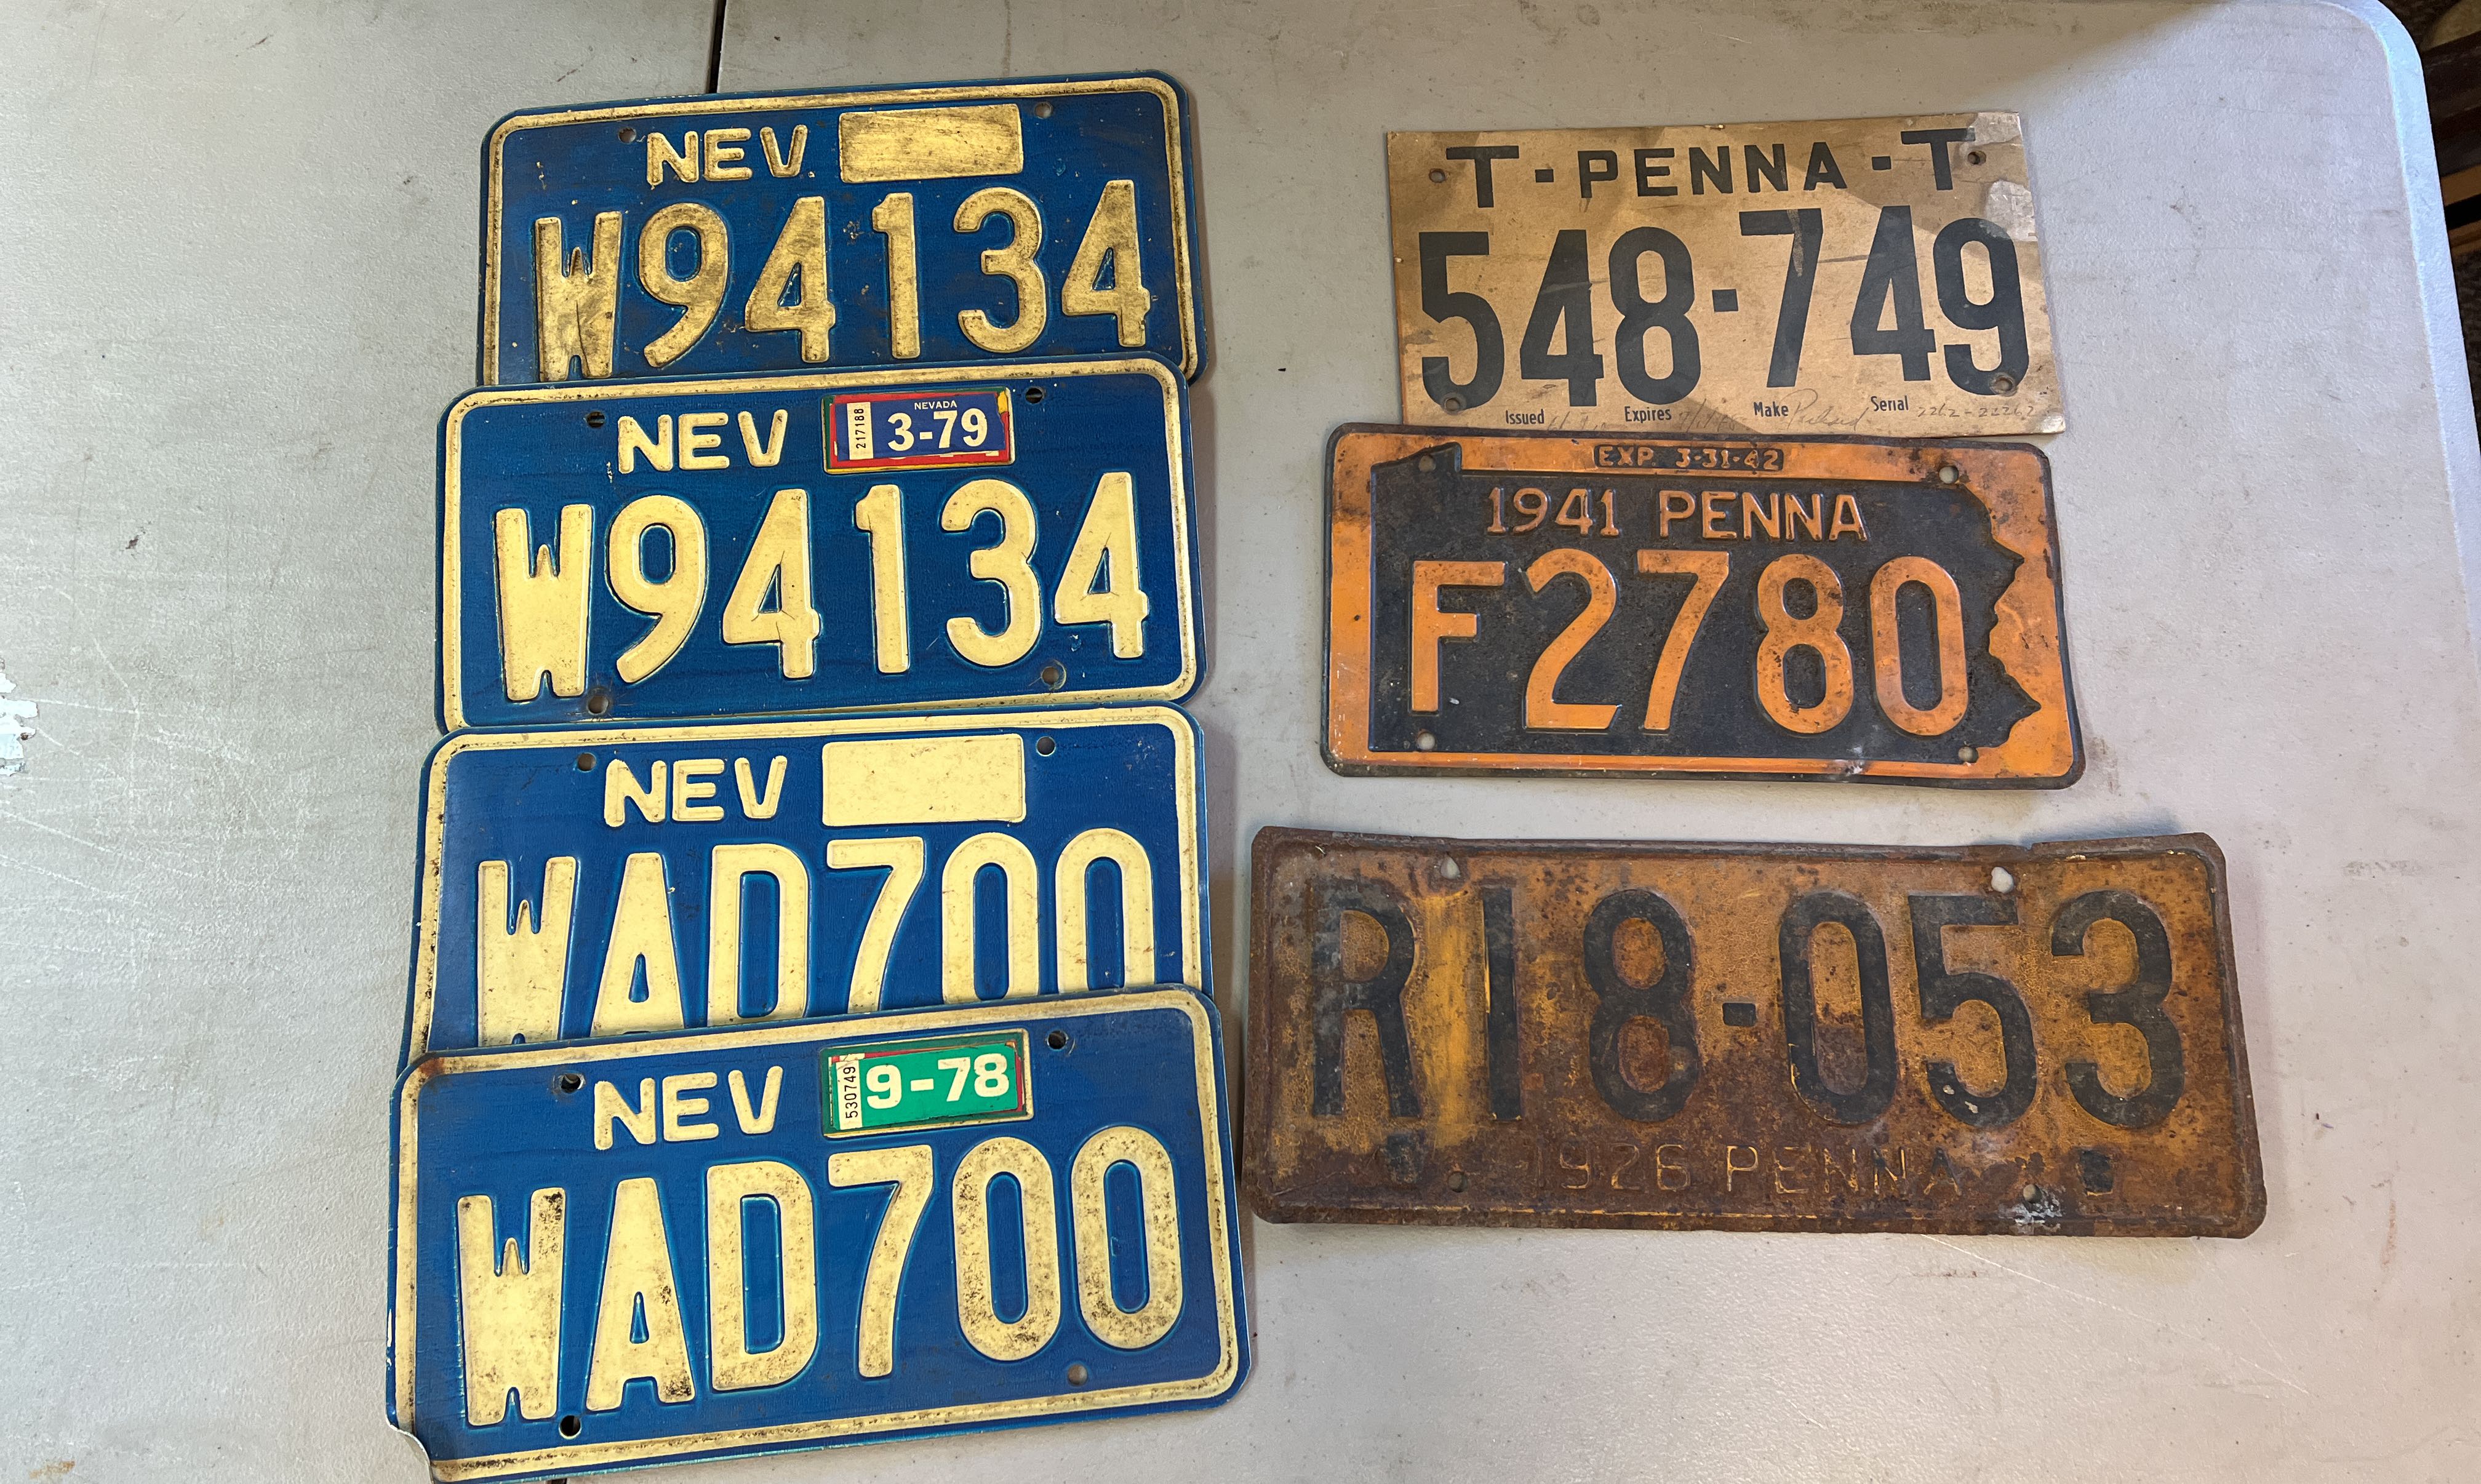 NEV
W94134
NEV 217188 NEVADA 3-79
W94134
NEV
WAD700
NEV 530749 9-78
WAD700
T-PENNA-T
548-749
Issued Expires Make Serial
EXP. 3-31-42
1941 PENNA
F2780
R18-053
1926 PENNA